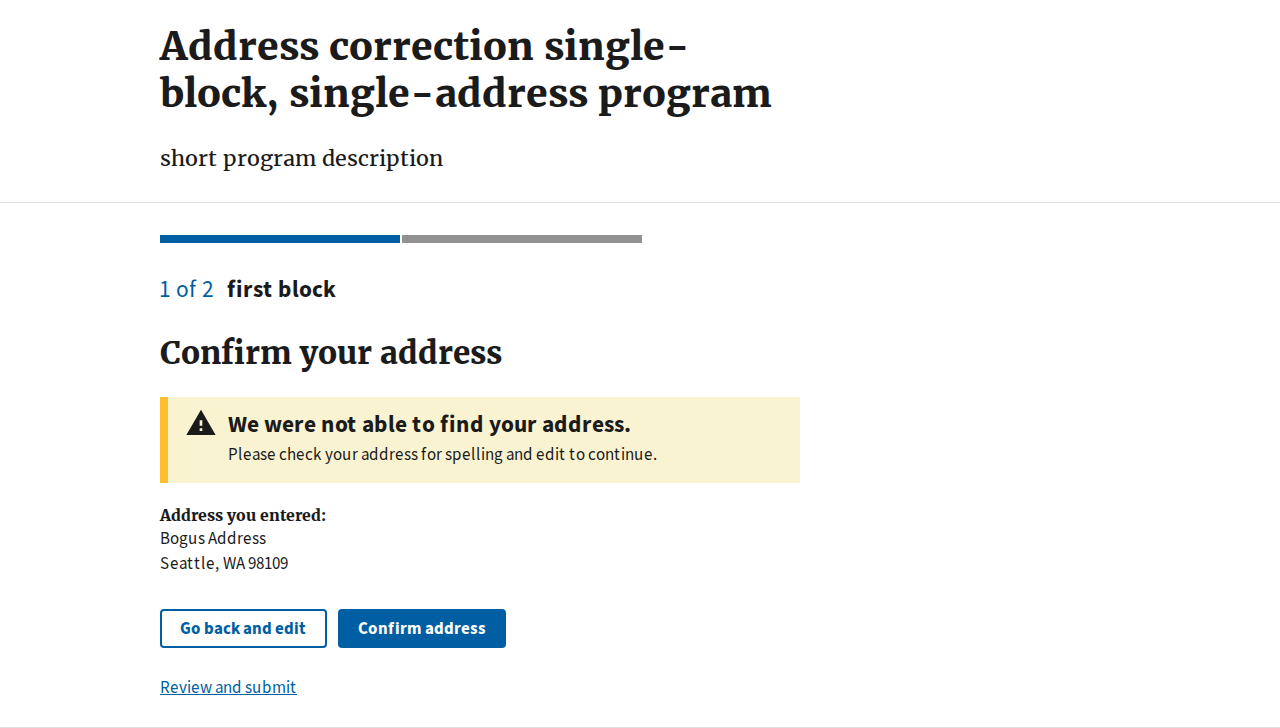 Address correction single-
block, single-address program
short program description
1 of 2 first block
Confirm your address
We were not able to find your address.
Please check your address for spelling and edit to continue.
Address you entered:
Bogus Address
Seattle, WA 98109
Go back and edit Confirm address
Review and submit